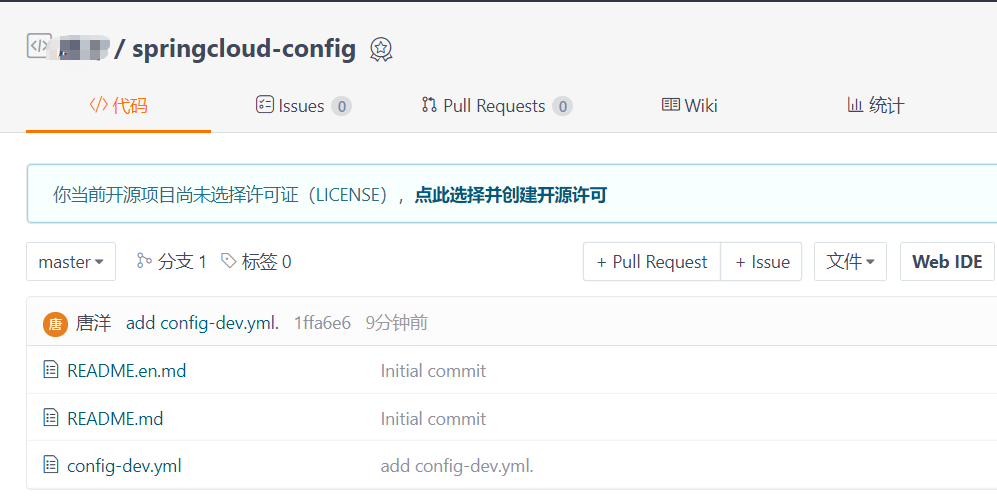 / springcloud-config
代码 Issues 0 Pull Requests 0 Wiki 统计
你当前开源项目尚未选择许可证（LICENSE），点此选择并创建开源许可
master 分支 1 标签 0 + Pull Request + Issue 文件 Web IDE
唐 唐洋 add config-dev.yml. 1ffa6e6 9分钟前
README.en.md Initial commit
README.md Initial commit
config-dev.yml add config-dev.yml.